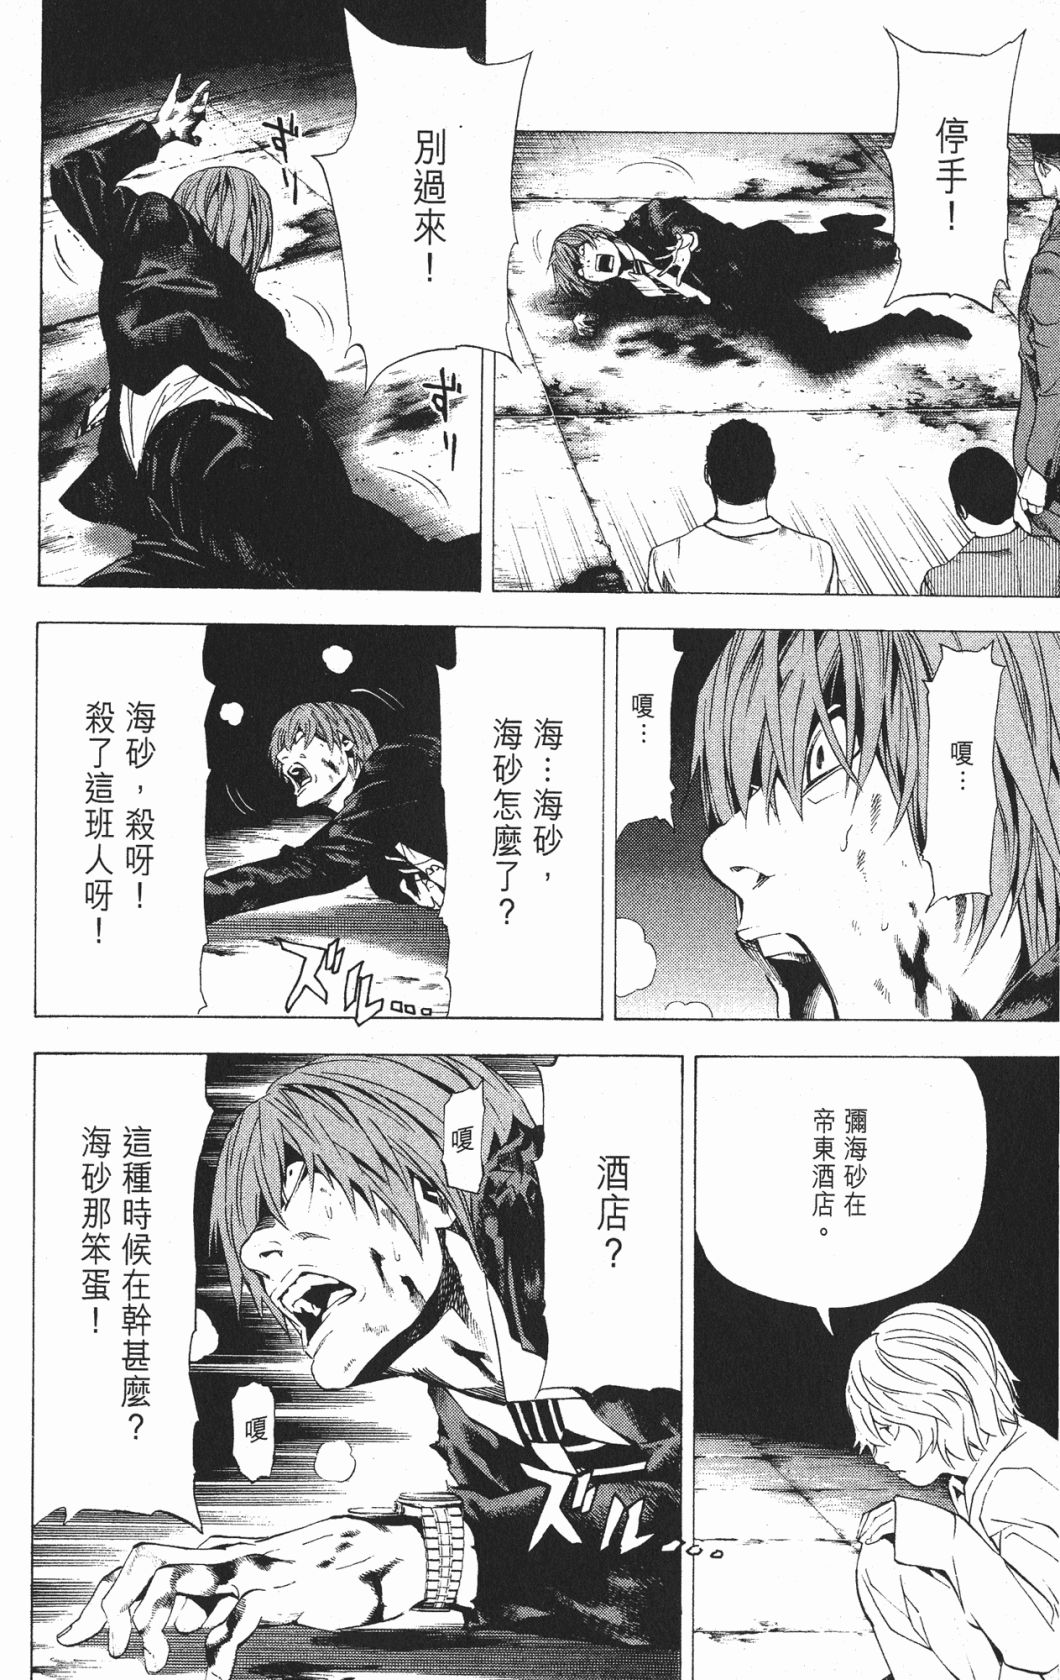 停手！
別過來！
ずっ
ずっ
嗄…
嗄…
海…海砂，
海砂怎麼了？
海砂，殺呀！
殺了這班人呀！
ズル…
彌海砂在
帝東酒店。
酒店？
嗄
嗄
這種時候在幹甚麼？
海砂那笨蛋！
ズル…